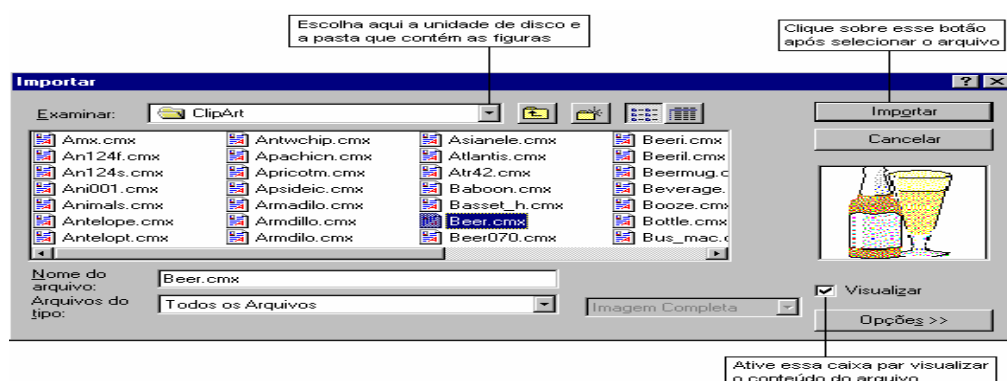 Escolha aqui a unidade de disco e
a pasta que contém as figuras
Clique sobre esse botão
após selecionar o arquivo
Importar
Examinar: ClipArt
Importar
Cancelar
Amx.cmx Antwchip.cmx Asianele.cmx Beeri.cmx
An124f.cmx Apachicn.cmx Atlantis.cmx Beeril.cmx
An124s.cmx Apricotm.cmx Atr42.cmx Beermug.c
Ani001.cmx Apsideic.cmx Baboon.cmx Beverage.
Animals.cmx Armadilo.cmx Basset_h.cmx Booze.cmx
Antelope.cmx Armdillo.cmx Beer.cmx Bottle.cmx
Antelopt.cmx Armdilo.cmx Beer070.cmx Bus_mac.c
Nome do
arquivo: Beer.cmx
Arquivos do
tipo: Todos os Arquivos
Imagem Completa
Visualizar
Opções >>
Ative essa caixa par visualizar
o conteúdo do arquivo